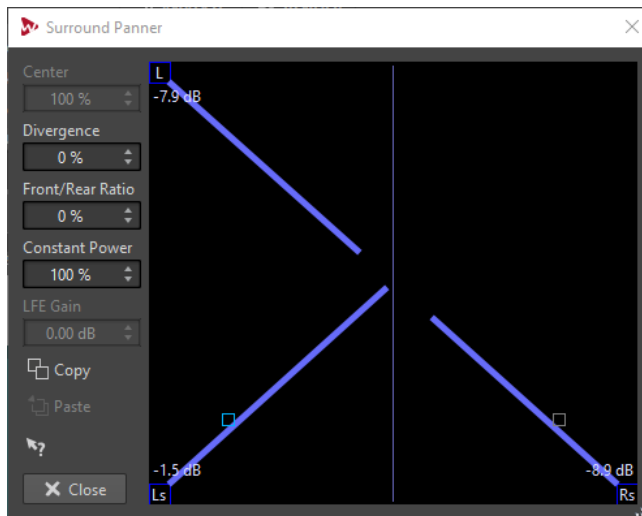 Surround Panner
Center
100 %
Divergence
0 %
Front/Rear Ratio
0 %
Constant Power
100 %
LFE Gain
0.00 dB
Copy
Paste
?
Close
L
-7.9 dB
-1.5 dB
-8.9 dB
Ls
Rs